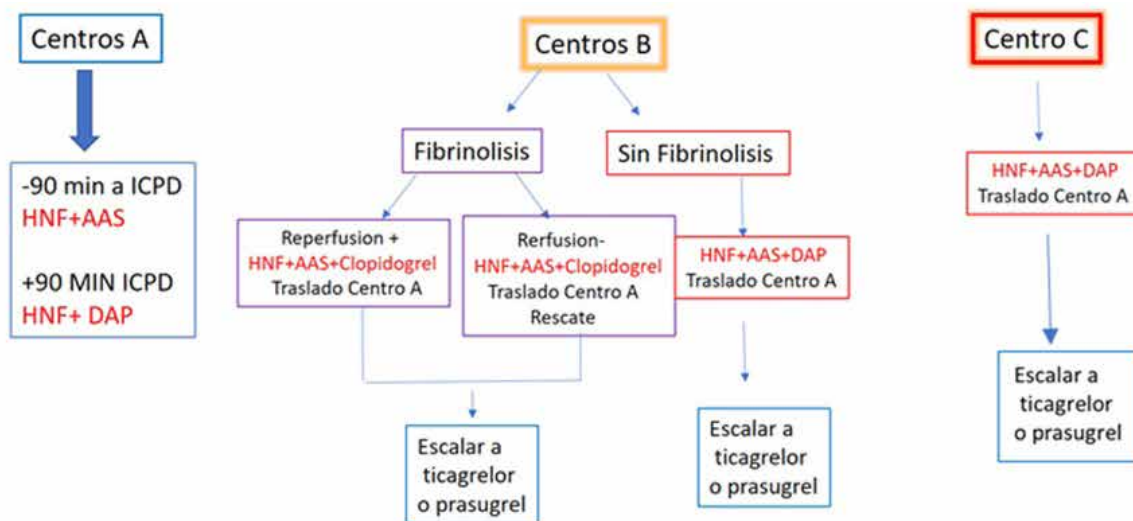 Centros A
-90 min a ICPD
HNF+AAS
+90 MIN ICPD
HNF+ DAP
Centros B
Fibrinolisis
Sin Fibrinolisis
Reperfusion +
HNF+AAS+Clopidogrel
Traslado Centro A
Rerfusion-
HNF+AAS+Clopidogrel
Traslado Centro A
Rescate
HNF+AAS+DAP
Traslado Centro A
Escalar a
ticagrelor
o prasugrel
Escalar a
ticagrelor
o prasugrel
Centro C
HNF+AAS+DAP
Traslado Centro A
Escalar a
ticagrelor
o prasugrel